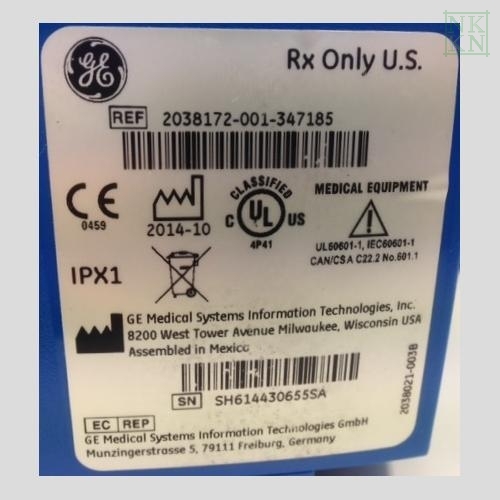 NK
KN
GE
Rx Only U.S.
REF 2038172-001-347185
CE
0459
2014-10
CLASSIFIED
C UL US
4P41
MEDICAL EQUIPMENT
UL60601-1, IEC60601-1
CAN/CSA C22.2 No.601.1
IPX1
GE Medical Systems Information Technologies, Inc.
8200 West Tower Avenue Milwaukee, Wisconsin USA
Assembled in Mexico
SN SH614430655SA
2038021-003B
EC REP
GE Medical Systems Information Technologies GmbH
Munzingerstrasse 5, 79111 Freiburg, Germany